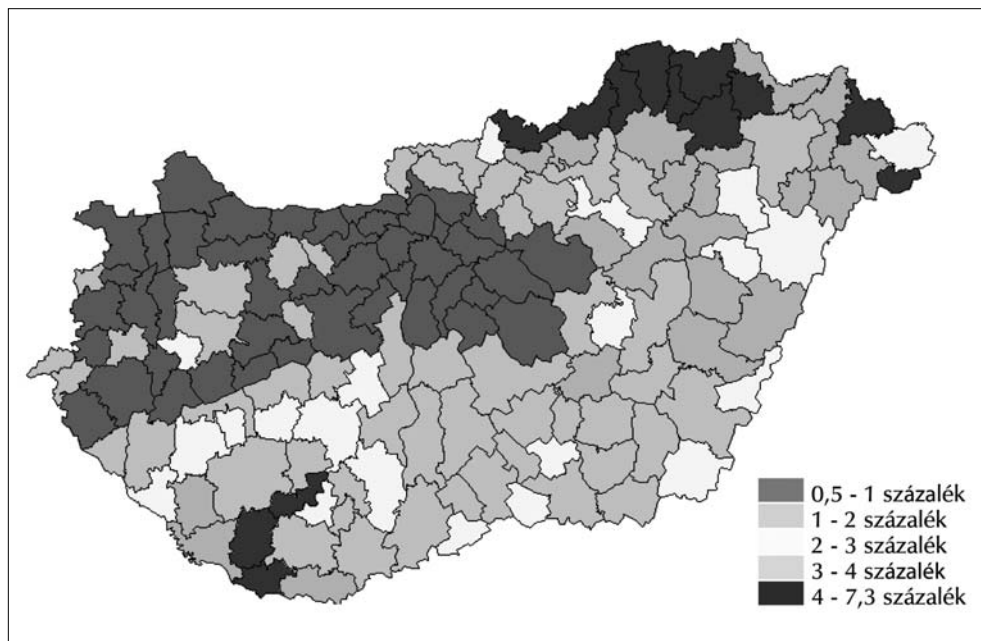 0,5 - 1 százalék
1 - 2 százalék
2 - 3 százalék
3 - 4 százalék
4 - 7,3 százalék